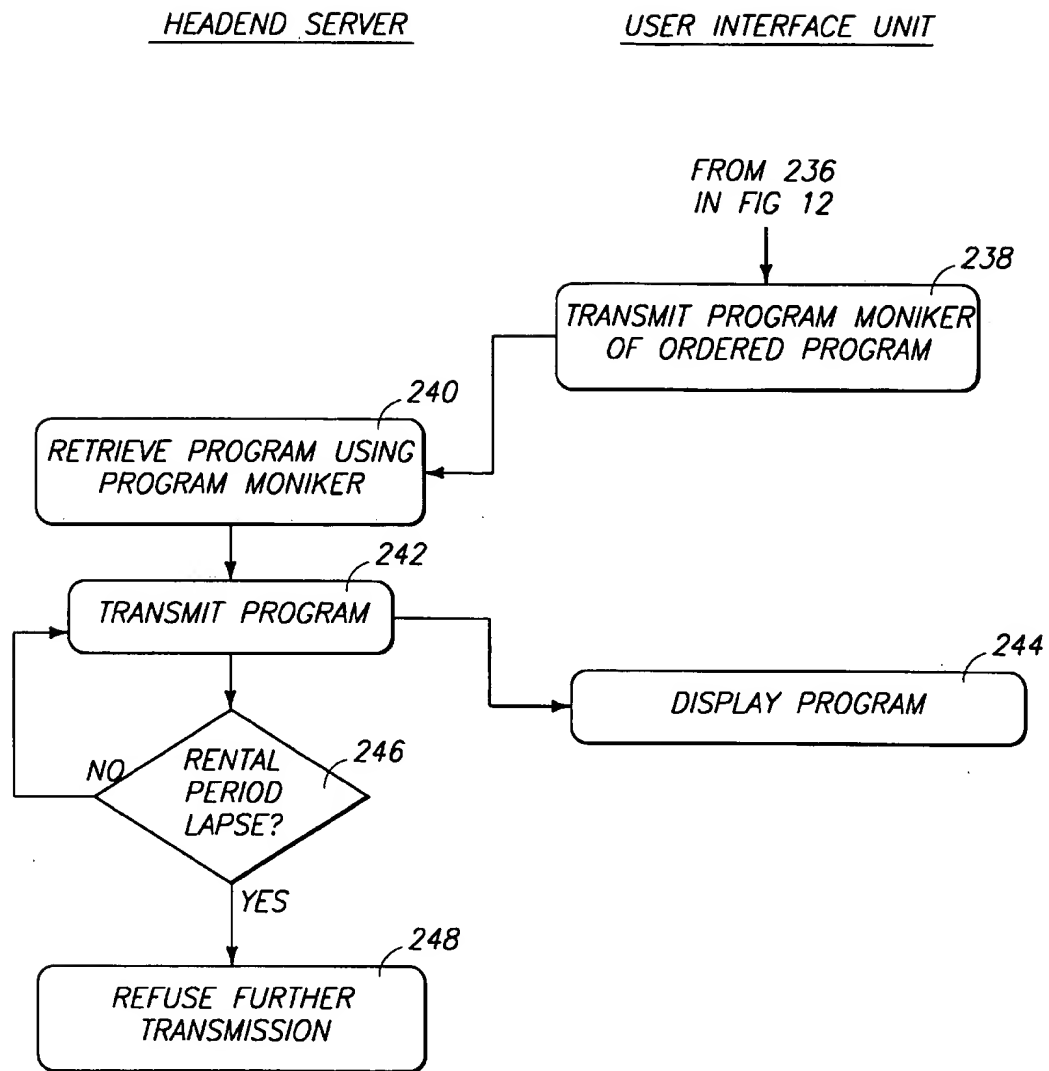 HEADEND SERVER
USER INTERFACE UNIT
FROM 236
IN FIG 12
238
TRANSMIT PROGRAM MONIKER
OF ORDERED PROGRAM
240
RETRIEVE PROGRAM USING
PROGRAM MONIKER
242
TRANSMIT PROGRAM
244
DISPLAY PROGRAM
NO
RENTAL
PERIOD
LAPSE?
246
YES
248
REFUSE FURTHER
TRANSMISSION